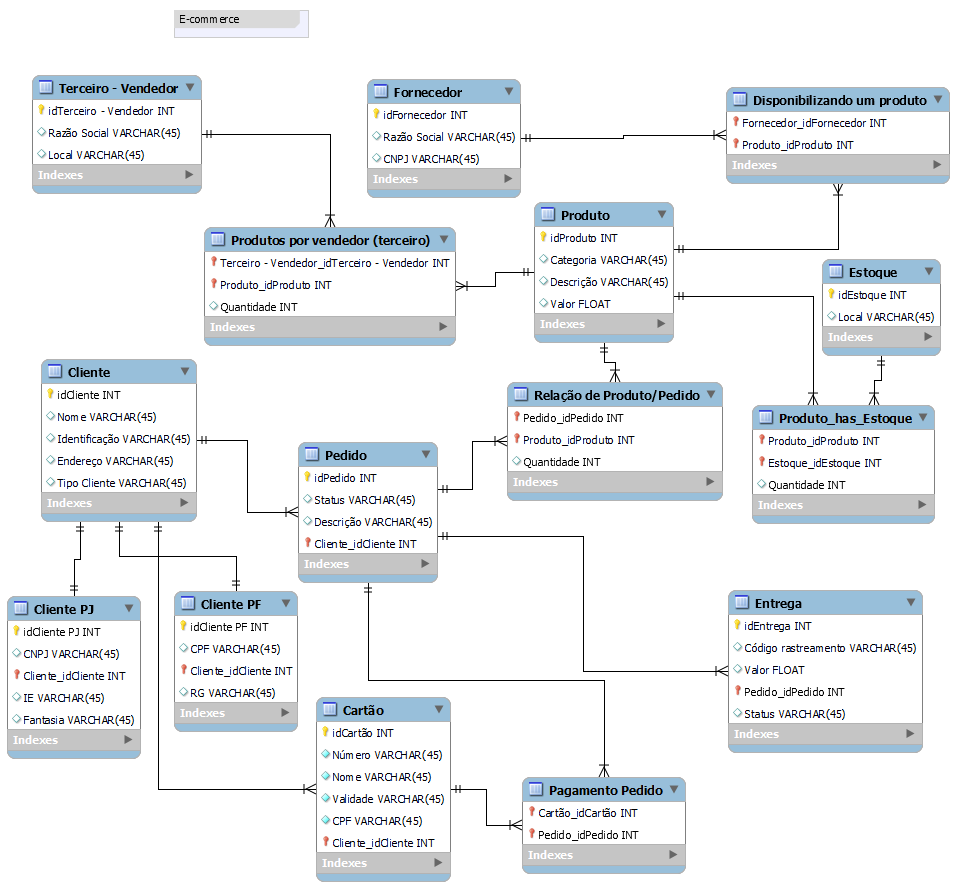 E-commerce
Terceiro - Vendedor
idTerceiro - Vendedor INT
Razão Social VARCHAR(45)
Local VARCHAR(45)
Indexes
Fornecedor
idFornecedor INT
Razão Social VARCHAR(45)
CNPJ VARCHAR(45)
Indexes
Disponibilizando um produto
Fornecedor_idFornecedor INT
Produto_idProduto INT
Indexes
Produtos por vendedor (terceiro)
Terceiro - Vendedor_idTerceiro - Vendedor INT
Produto_idProduto INT
Quantidade INT
Indexes
Produto
idProduto INT
Categoria VARCHAR(45)
Descrição VARCHAR(45)
Valor FLOAT
Indexes
Estoque
idEstoque INT
Local VARCHAR(45)
Indexes
Cliente
idCliente INT
Nome VARCHAR(45)
Identificação VARCHAR(45)
Endereço VARCHAR(45)
Tipo Cliente VARCHAR(45)
Indexes
Pedido
idPedido INT
Status VARCHAR(45)
Descrição VARCHAR(45)
Cliente_idCliente INT
Indexes
Relação de Produto/Pedido
Pedido_idPedido INT
Produto_idProduto INT
Quantidade INT
Indexes
Produto_has_Estoque
Produto_idProduto INT
Estoque_idEstoque INT
Quantidade INT
Indexes
Cliente PJ
idCliente PJ INT
CNPJ VARCHAR(45)
Cliente_idCliente INT
IE VARCHAR(45)
Fantasia VARCHAR(45)
Indexes
Cliente PF
idCliente PF INT
CPF VARCHAR(45)
Cliente_idCliente INT
RG VARCHAR(45)
Indexes
Cartão
idCartão INT
Número VARCHAR(45)
Nome VARCHAR(45)
Validade VARCHAR(45)
CPF VARCHAR(45)
Cliente_idCliente INT
Indexes
Pagamento Pedido
Cartão_idCartão INT
Pedido_idPedido INT
Indexes
Entrega
idEntrega INT
Código rastreamento VARCHAR(45)
Valor FLOAT
Pedido_idPedido INT
Status VARCHAR(45)
Indexes